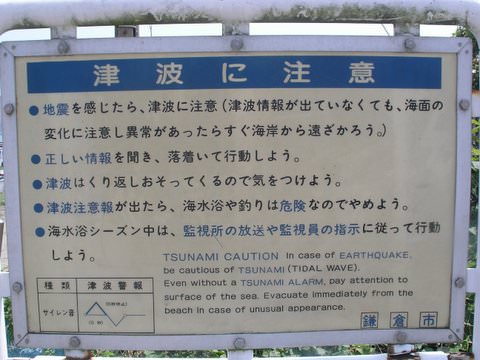 津波に注意
●地震を感じたら、津波に注意（津波情報が出ていなくても、海面の
変化に注意し異常があったらすぐ海岸から遠ざかろう。）
●正しい情報を聞き、落着いて行動しよう。
●津波はくり返しおそってくるので気をつけよう。
●津波注意報が出たら、海水浴や釣りは危険なのでやめよう。
●海水浴シーズン中は、監視所の放送や監視員の指示に従って行動
しよう。
TSUNAMI CAUTION In case of EARTHQUAKE,
be cautious of TSUNAMI (TIDAL WAVE).
Even without a TSUNAMI ALARM, pay attention to
surface of the sea. Evacuate immediately from the
beach in case of unusual appearance.
種類 津波警報
サイレン音
鎌倉市